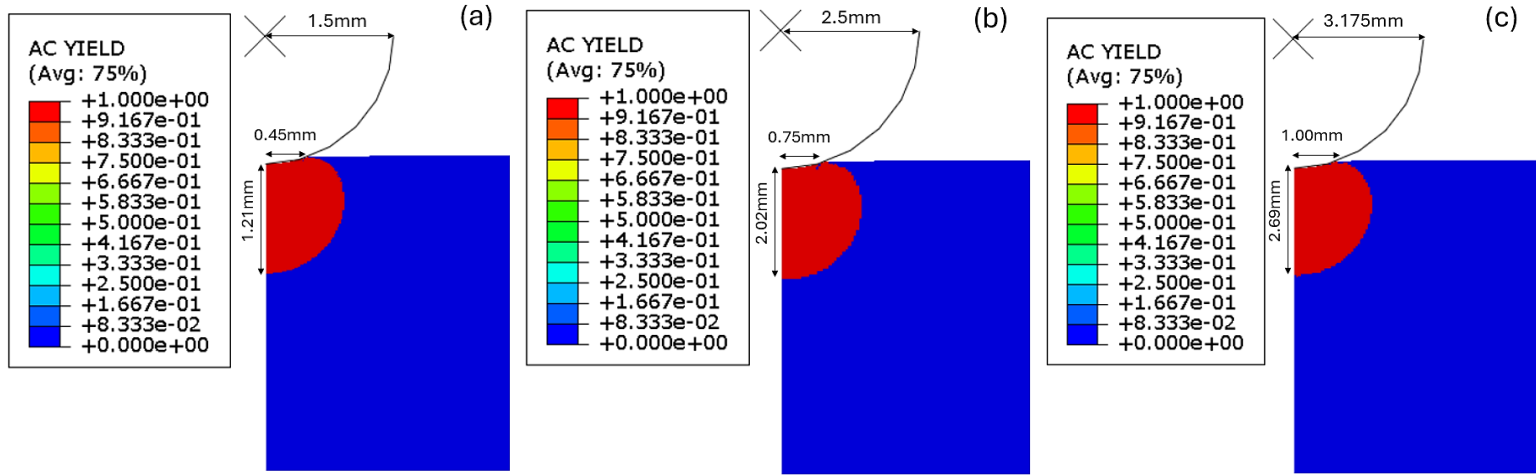 (a)
1.5mm
AC YIELD
(Avg: 75%)
+1.000e+00
+9.167e-01
+8.333e-01
+7.500e-01
+6.667e-01
+5.833e-01
+5.000e-01
+4.167e-01
+3.333e-01
+2.500e-01
+1.667e-01
+8.333e-02
+0.000e+00
0.45mm
1.21mm
(b)
2.5mm
AC YIELD
(Avg: 75%)
+1.000e+00
+9.167e-01
+8.333e-01
+7.500e-01
+6.667e-01
+5.833e-01
+5.000e-01
+4.167e-01
+3.333e-01
+2.500e-01
+1.667e-01
+8.333e-02
+0.000e+00
0.75mm
2.02mm
(c)
3.175mm
AC YIELD
(Avg: 75%)
+1.000e+00
+9.167e-01
+8.333e-01
+7.500e-01
+6.667e-01
+5.833e-01
+5.000e-01
+4.167e-01
+3.333e-01
+2.500e-01
+1.667e-01
+8.333e-02
+0.000e+00
1.00mm
2.69mm